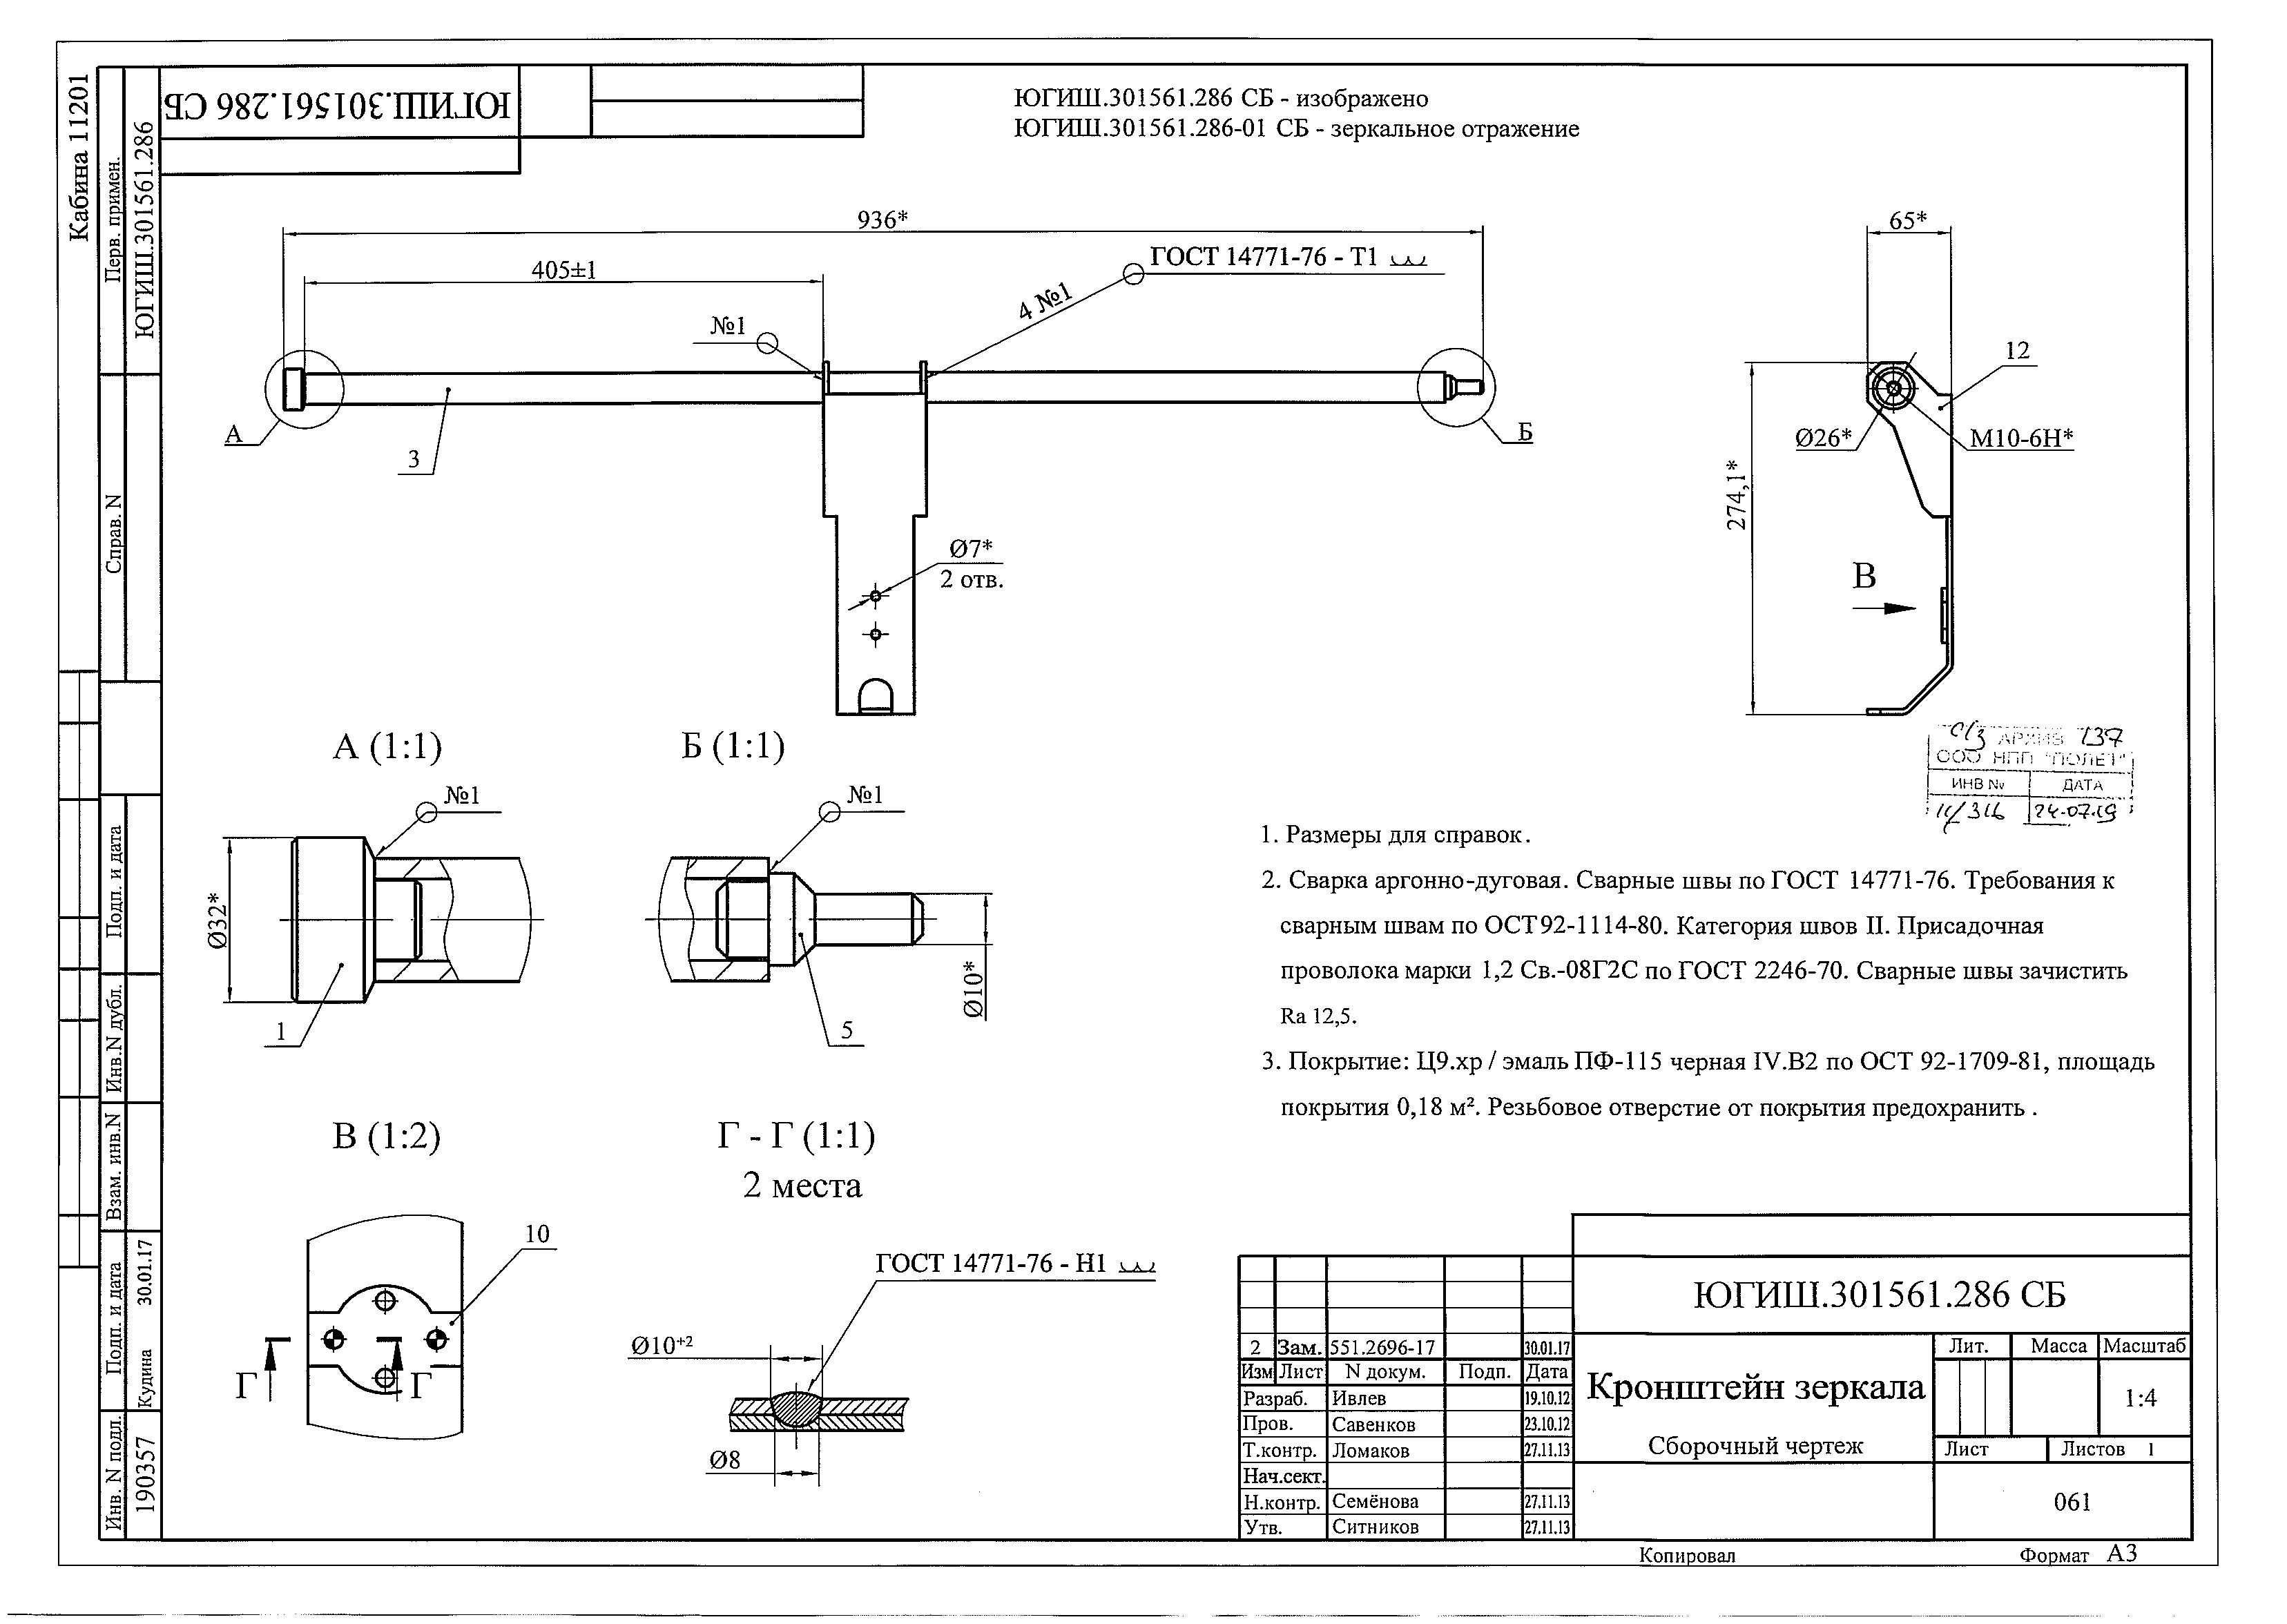 Кабина 11201
Перв. примен.
ЮГИШ.301561.286
Справ. N
Подп. и дата
Инв.N дубл.
Взам. инв.N
Подп. и дата
Кудина 30.01.17
Инв. N подл.
190357
ЮГИШ.301561.286 СБ
ЮГИШ.301561.286 СБ - изображено
ЮГИШ.301561.286-01 СБ - зеркальное отражение
936*
405±1
ГОСТ 14771-76 - Т1
4 №1
№1
А
3
Б
Ø7*
2 отв.
65*
12
Ø26*
М10-6Н*
274,1*
В
АРХИВ 137
ООО НПП "ПОЛЕТ"
ИНВ № ДАТА
11/316 24.07.19
А (1:1)
№1
Ø32*
1
Б (1:1)
№1
Ø10*
5
1. Размеры для справок.
2. Сварка аргонно-дуговая. Сварные швы по ГОСТ 14771-76. Требования к
сварным швам по ОСТ92-1114-80. Категория швов II. Присадочная
проволока марки 1,2 Св.-08Г2С по ГОСТ 2246-70. Сварные швы зачистить
Ra 12,5.
3. Покрытие: Ц9.хр / эмаль ПФ-115 черная IV.В2 по ОСТ 92-1709-81, площадь
покрытия 0,18 м². Резьбовое отверстие от покрытия предохранить .
В (1:2)
10
Г Г
Г - Г (1:1)
2 места
ГОСТ 14771-76 - Н1
Ø10⁺²
Ø8
ЮГИШ.301561.286 СБ
2 Зам. 551.2696-17 30.01.17
Изм Лист N докум. Подп. Дата
Разраб. Ивлев 19.10.12
Пров. Савенков 23.10.12
Т.контр. Ломаков 27.11.13
Нач.сект.
Н.контр. Семёнова 27.11.13
Утв. Ситников 27.11.13
Кронштейн зеркала
Сборочный чертеж
Лит. Масса Масштаб
1:4
Лист Листов 1
061
Копировал Формат А3